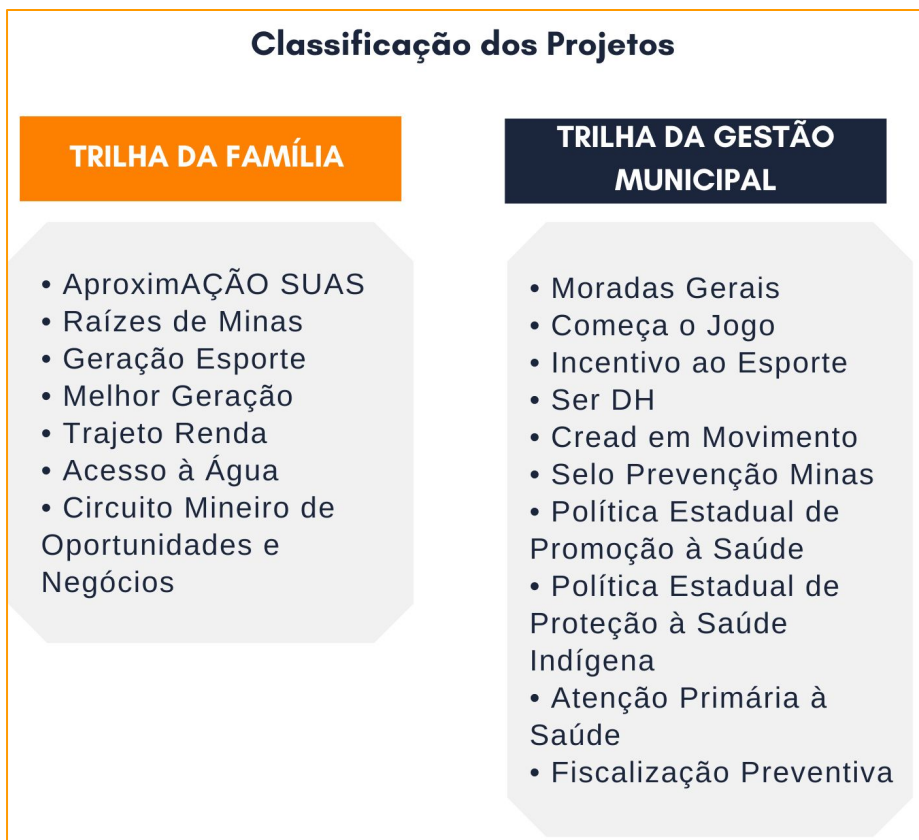 Classificação dos Projetos
TRILHA DA FAMÍLIA
• AproximAÇÃO SUAS
• Raízes de Minas
• Geração Esporte
• Melhor Geração
• Trajeto Renda
• Acesso à Água
• Circuito Mineiro de
Oportunidades e
Negócios
TRILHA DA GESTÃO
MUNICIPAL
• Moradas Gerais
• Começa o Jogo
• Incentivo ao Esporte
• Ser DH
• Cread em Movimento
• Selo Prevenção Minas
• Política Estadual de
Promoção à Saúde
• Política Estadual de
Proteção à Saúde
Indígena
• Atenção Primária à
Saúde
• Fiscalização Preventiva